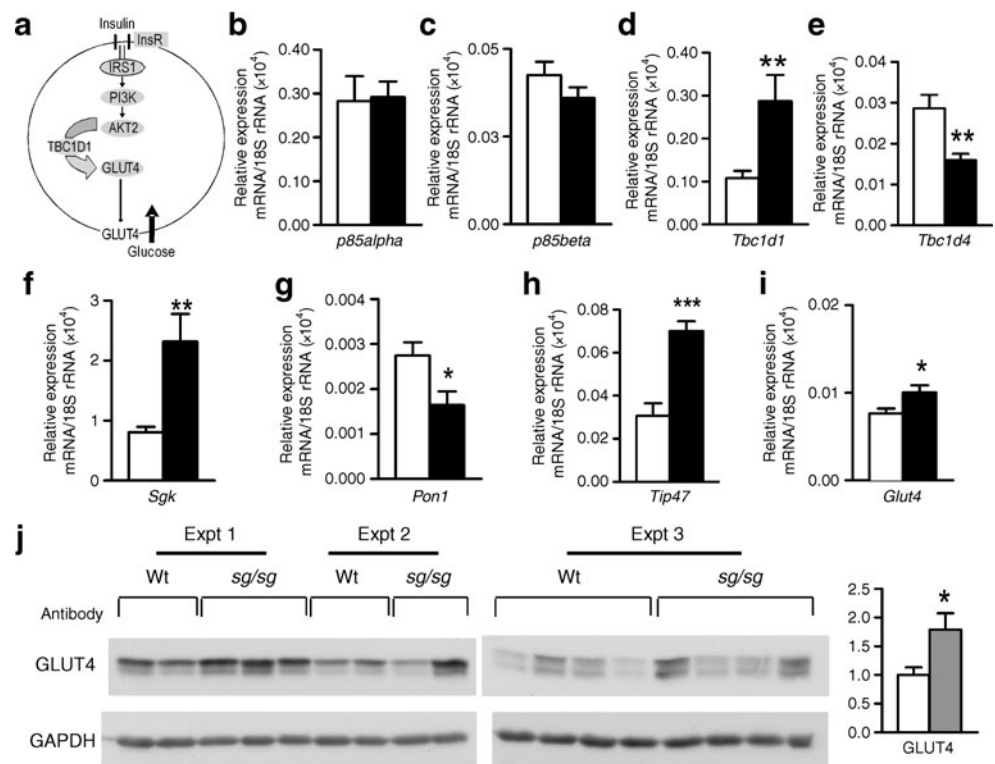 a
Insulin
InsR
IRS1
PI3K
AKT2
TBC1D1
GLUT4
GLUT4
Glucose
b
Relative expression
mRNA/18S rRNA (×10⁴)
0.40
0.30
0.20
0.10
0.00
p85alpha
c
Relative expression
mRNA/18S rRNA (×10⁴)
0.05
0.03
0.00
p85beta
d
Relative expression
mRNA/18S rRNA (×10⁴)
0.40
0.30
0.20
0.10
0.00
**
Tbc1d1
e
Relative expression
mRNA/18S rRNA (×10⁴)
0.04
0.03
0.02
0.01
0.00
**
Tbc1d4
f
Relative expression
mRNA/18S rRNA (×10⁴)
3
2
1
0
**
Sgk
g
Relative expression
mRNA/18S rRNA (×10⁴)
0.004
0.003
0.002
0.001
0.000
*
Pon1
h
Relative expression
mRNA/18S rRNA (×10⁴)
0.08
0.06
0.04
0.02
0.00
***
Tip47
i
Relative expression
mRNA/18S rRNA (×10⁴)
0.02
0.01
0.00
*
Glut4
j
Expt 1 Expt 2 Expt 3
Wt sg/sg Wt sg/sg Wt sg/sg
Antibody
GLUT4
GAPDH
2.5
2.0
1.5
1.0
0.5
0.0
*
GLUT4